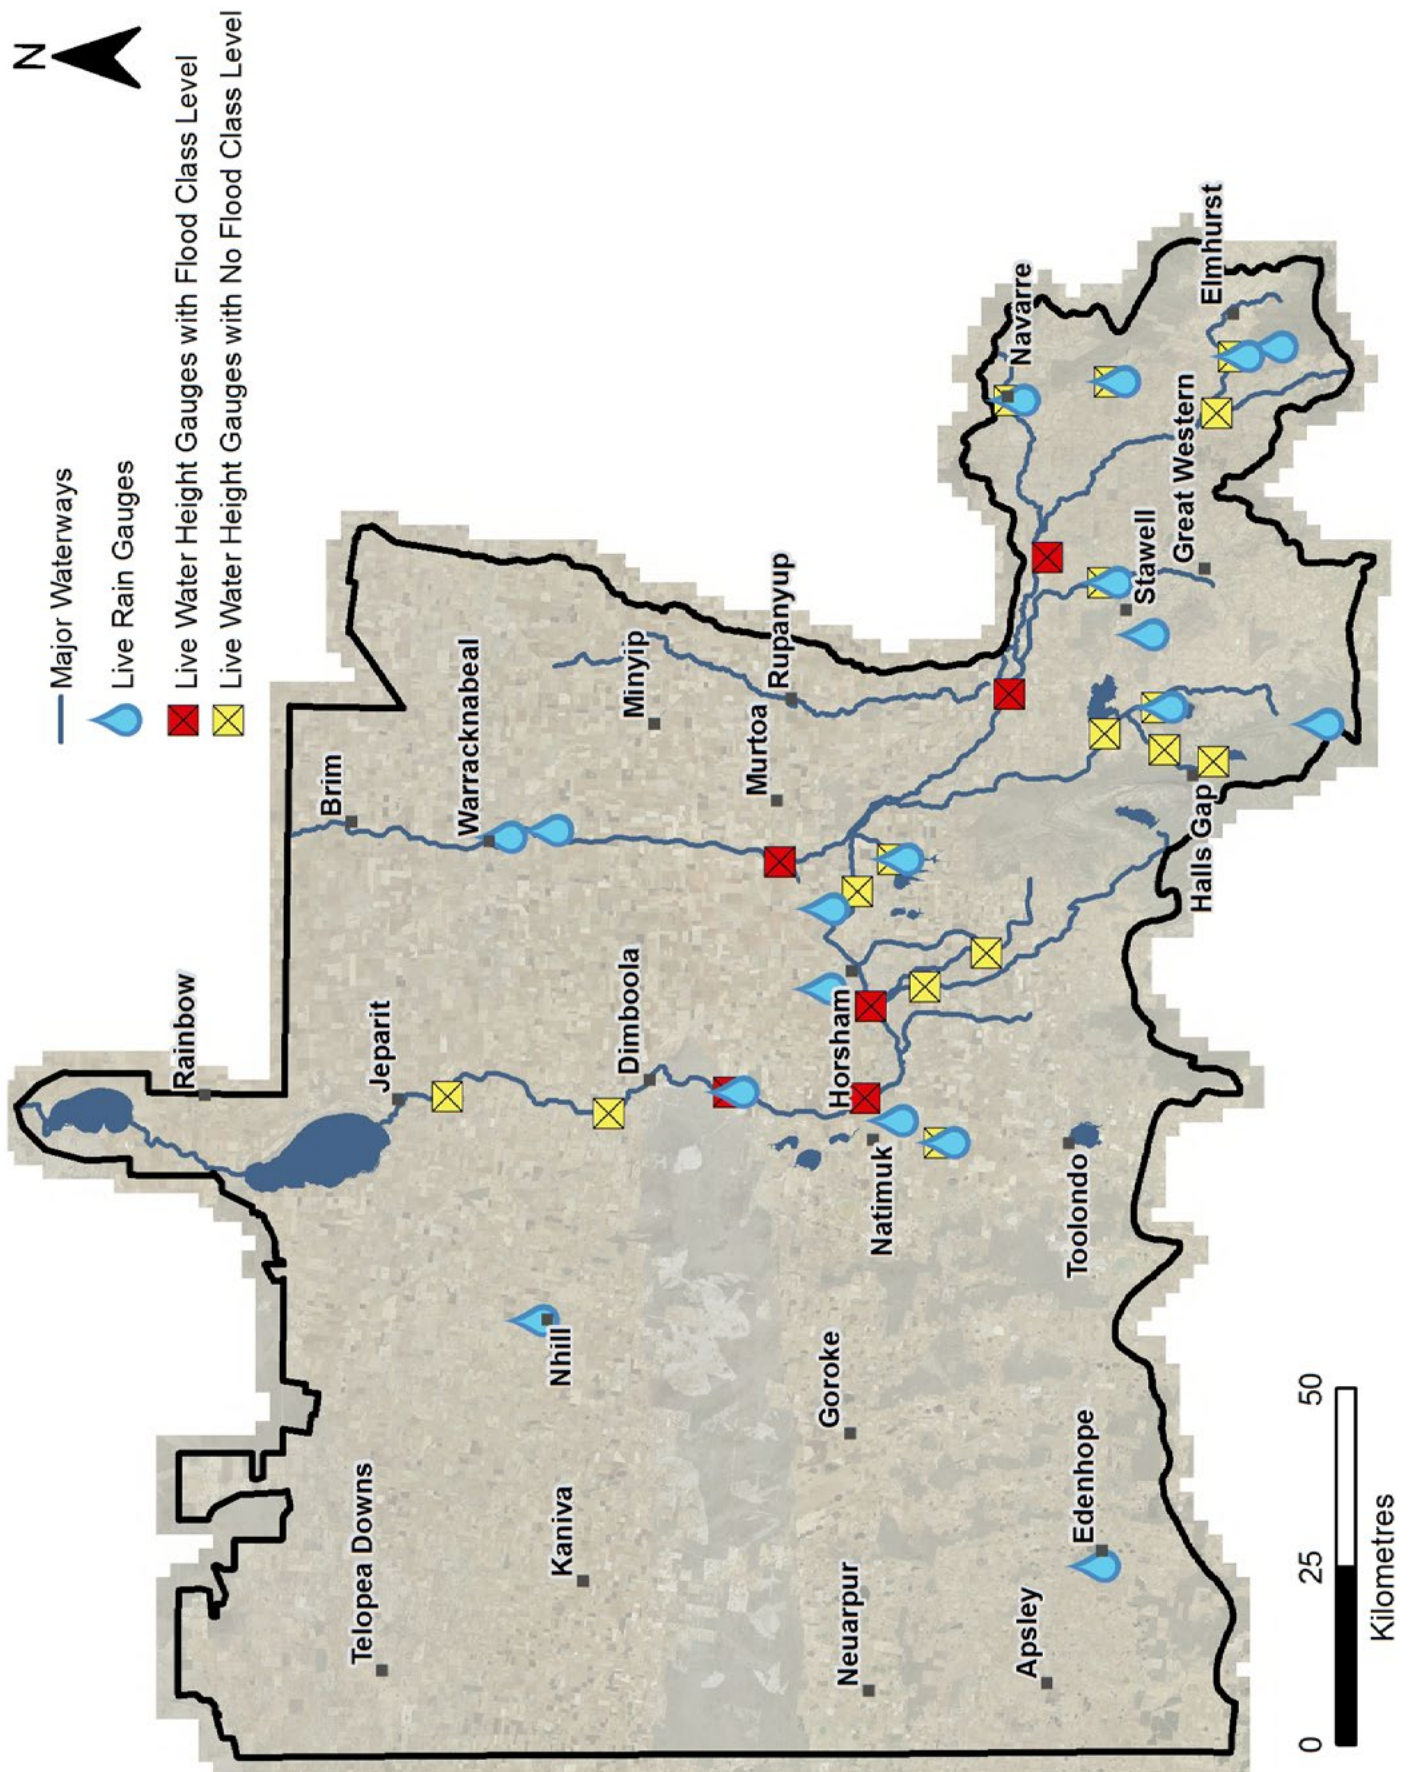 N
Major Waterways
Live Rain Gauges
Live Water Height Gauges with Flood Class Level
Live Water Height Gauges with No Flood Class Level
Rainbow
Brim
Telopea Downs
Jeparit
Warracknabeal
Kaniva
Nhill
Dimboola
Minyip
Murtoa
Rupanyup
Neuarpur
Goroke
Natimuk
Horsham
Navarre
Apsley
Edenhope
Toolondo
Stawell
Halls Gap
Great Western
Elmhurst
0 25 50
Kilometres